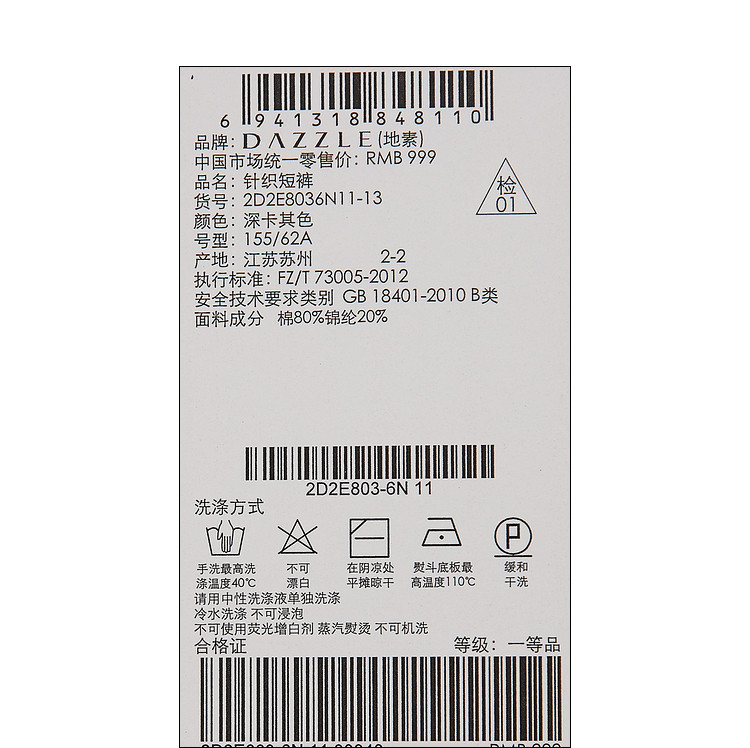 6 941318 848110
品牌: DAZZLE (地素)
中国市场统一零售价: RMB 999
品名: 针织短裤
货号: 2D2E8036N11-13
检
01
颜色: 深卡其色
号型: 155/62A
产地: 江苏苏州 2-2
执行标准: FZ/T 73005-2012
安全技术要求类别 GB 18401-2010 B类
面料成分 棉80%锦纶20%
2D2E803-6N 11
洗涤方式
P
手洗最高洗
涤温度40℃
不可
漂白
在阴凉处
平摊晾干
熨斗底板最
高温度110℃
缓和
干洗
请用中性洗涤液单独洗涤
冷水洗涤 不可浸泡
不可使用荧光增白剂 蒸汽熨烫 不可机洗
合格证 等级: 一等品